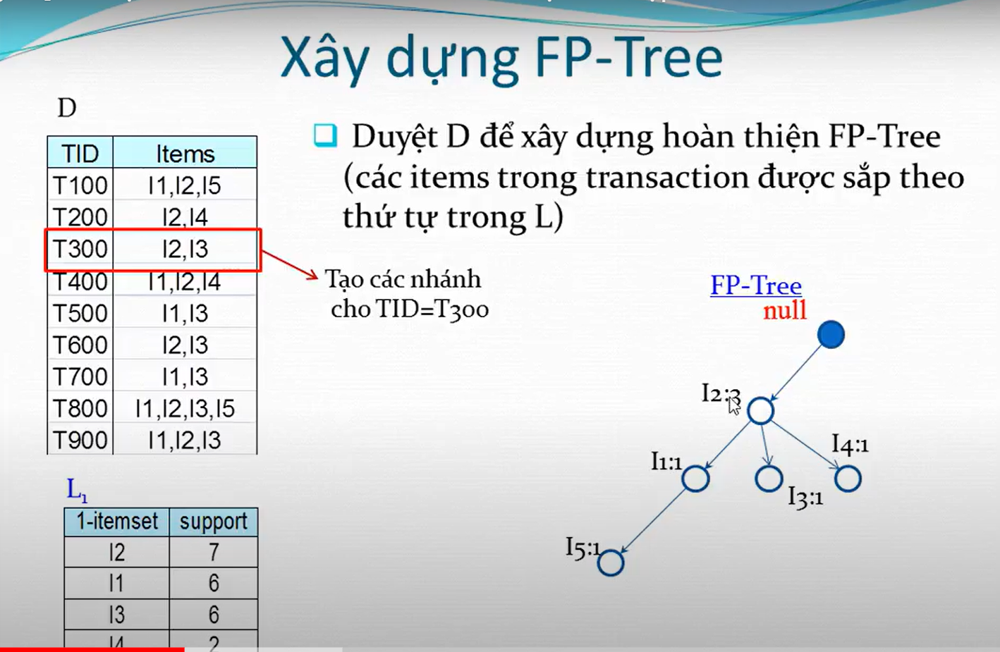 Xây dựng FP-Tree
D
TID Items
T100 I1,I2,I5
T200 I2,I4
T300 I2,I3
T400 I1,I2,I4
T500 I1,I3
T600 I2,I3
T700 I1,I3
T800 I1,I2,I3,I5
T900 I1,I2,I3
Duyệt D để xây dựng hoàn thiện FP-Tree
(các items trong transaction được sắp theo
thứ tự trong L)
Tạo các nhánh
cho TID=T300
FP-Tree
null
I2:3
I1:1
I3:1
I4:1
I5:1
L1
1-itemset support
I2 7
I1 6
I3 6
I4 2